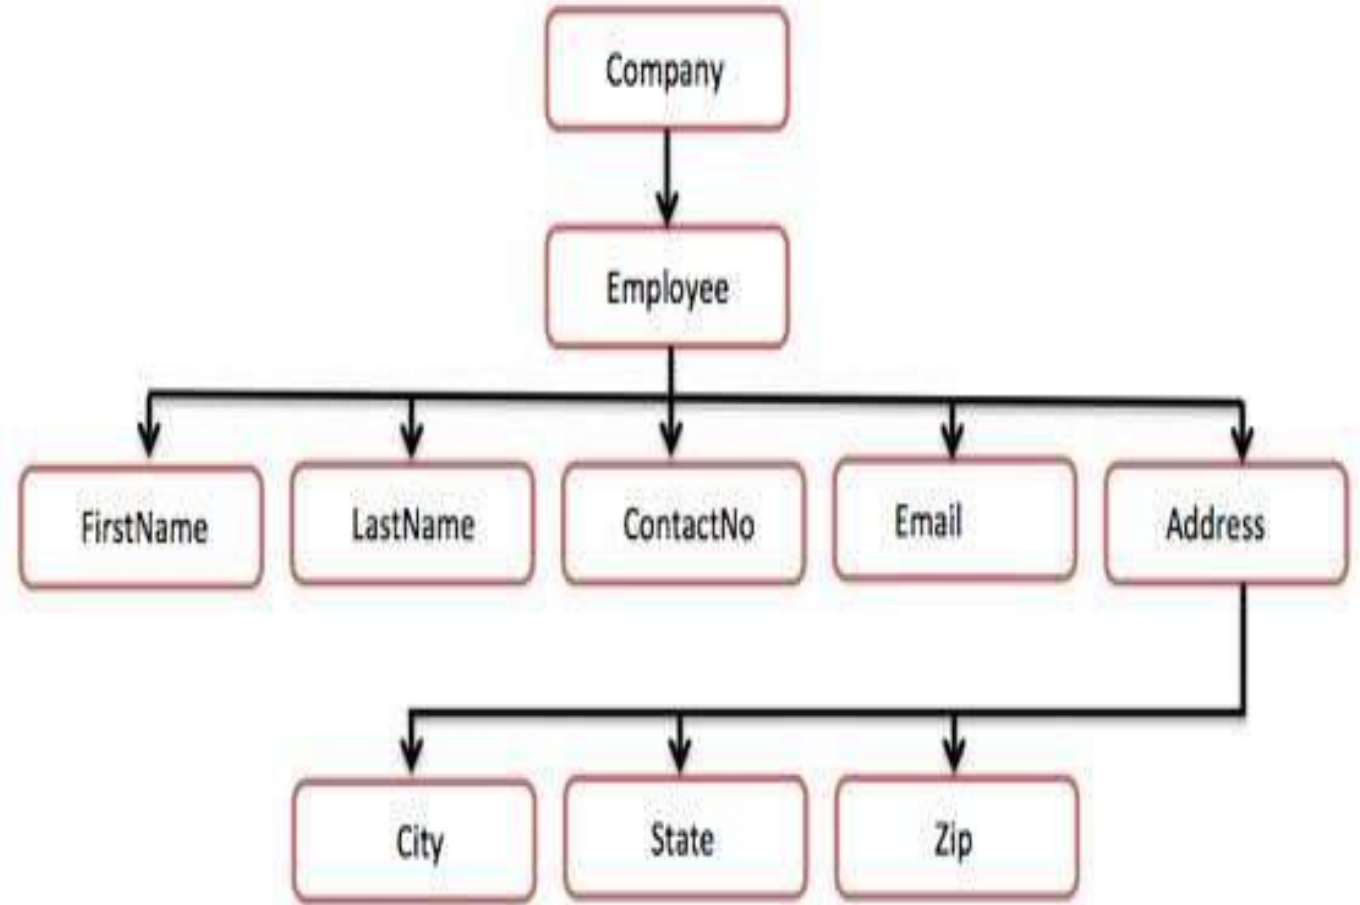 Company
Employee
FirstName
LastName
ContactNo
Email
Address
City
State
Zip